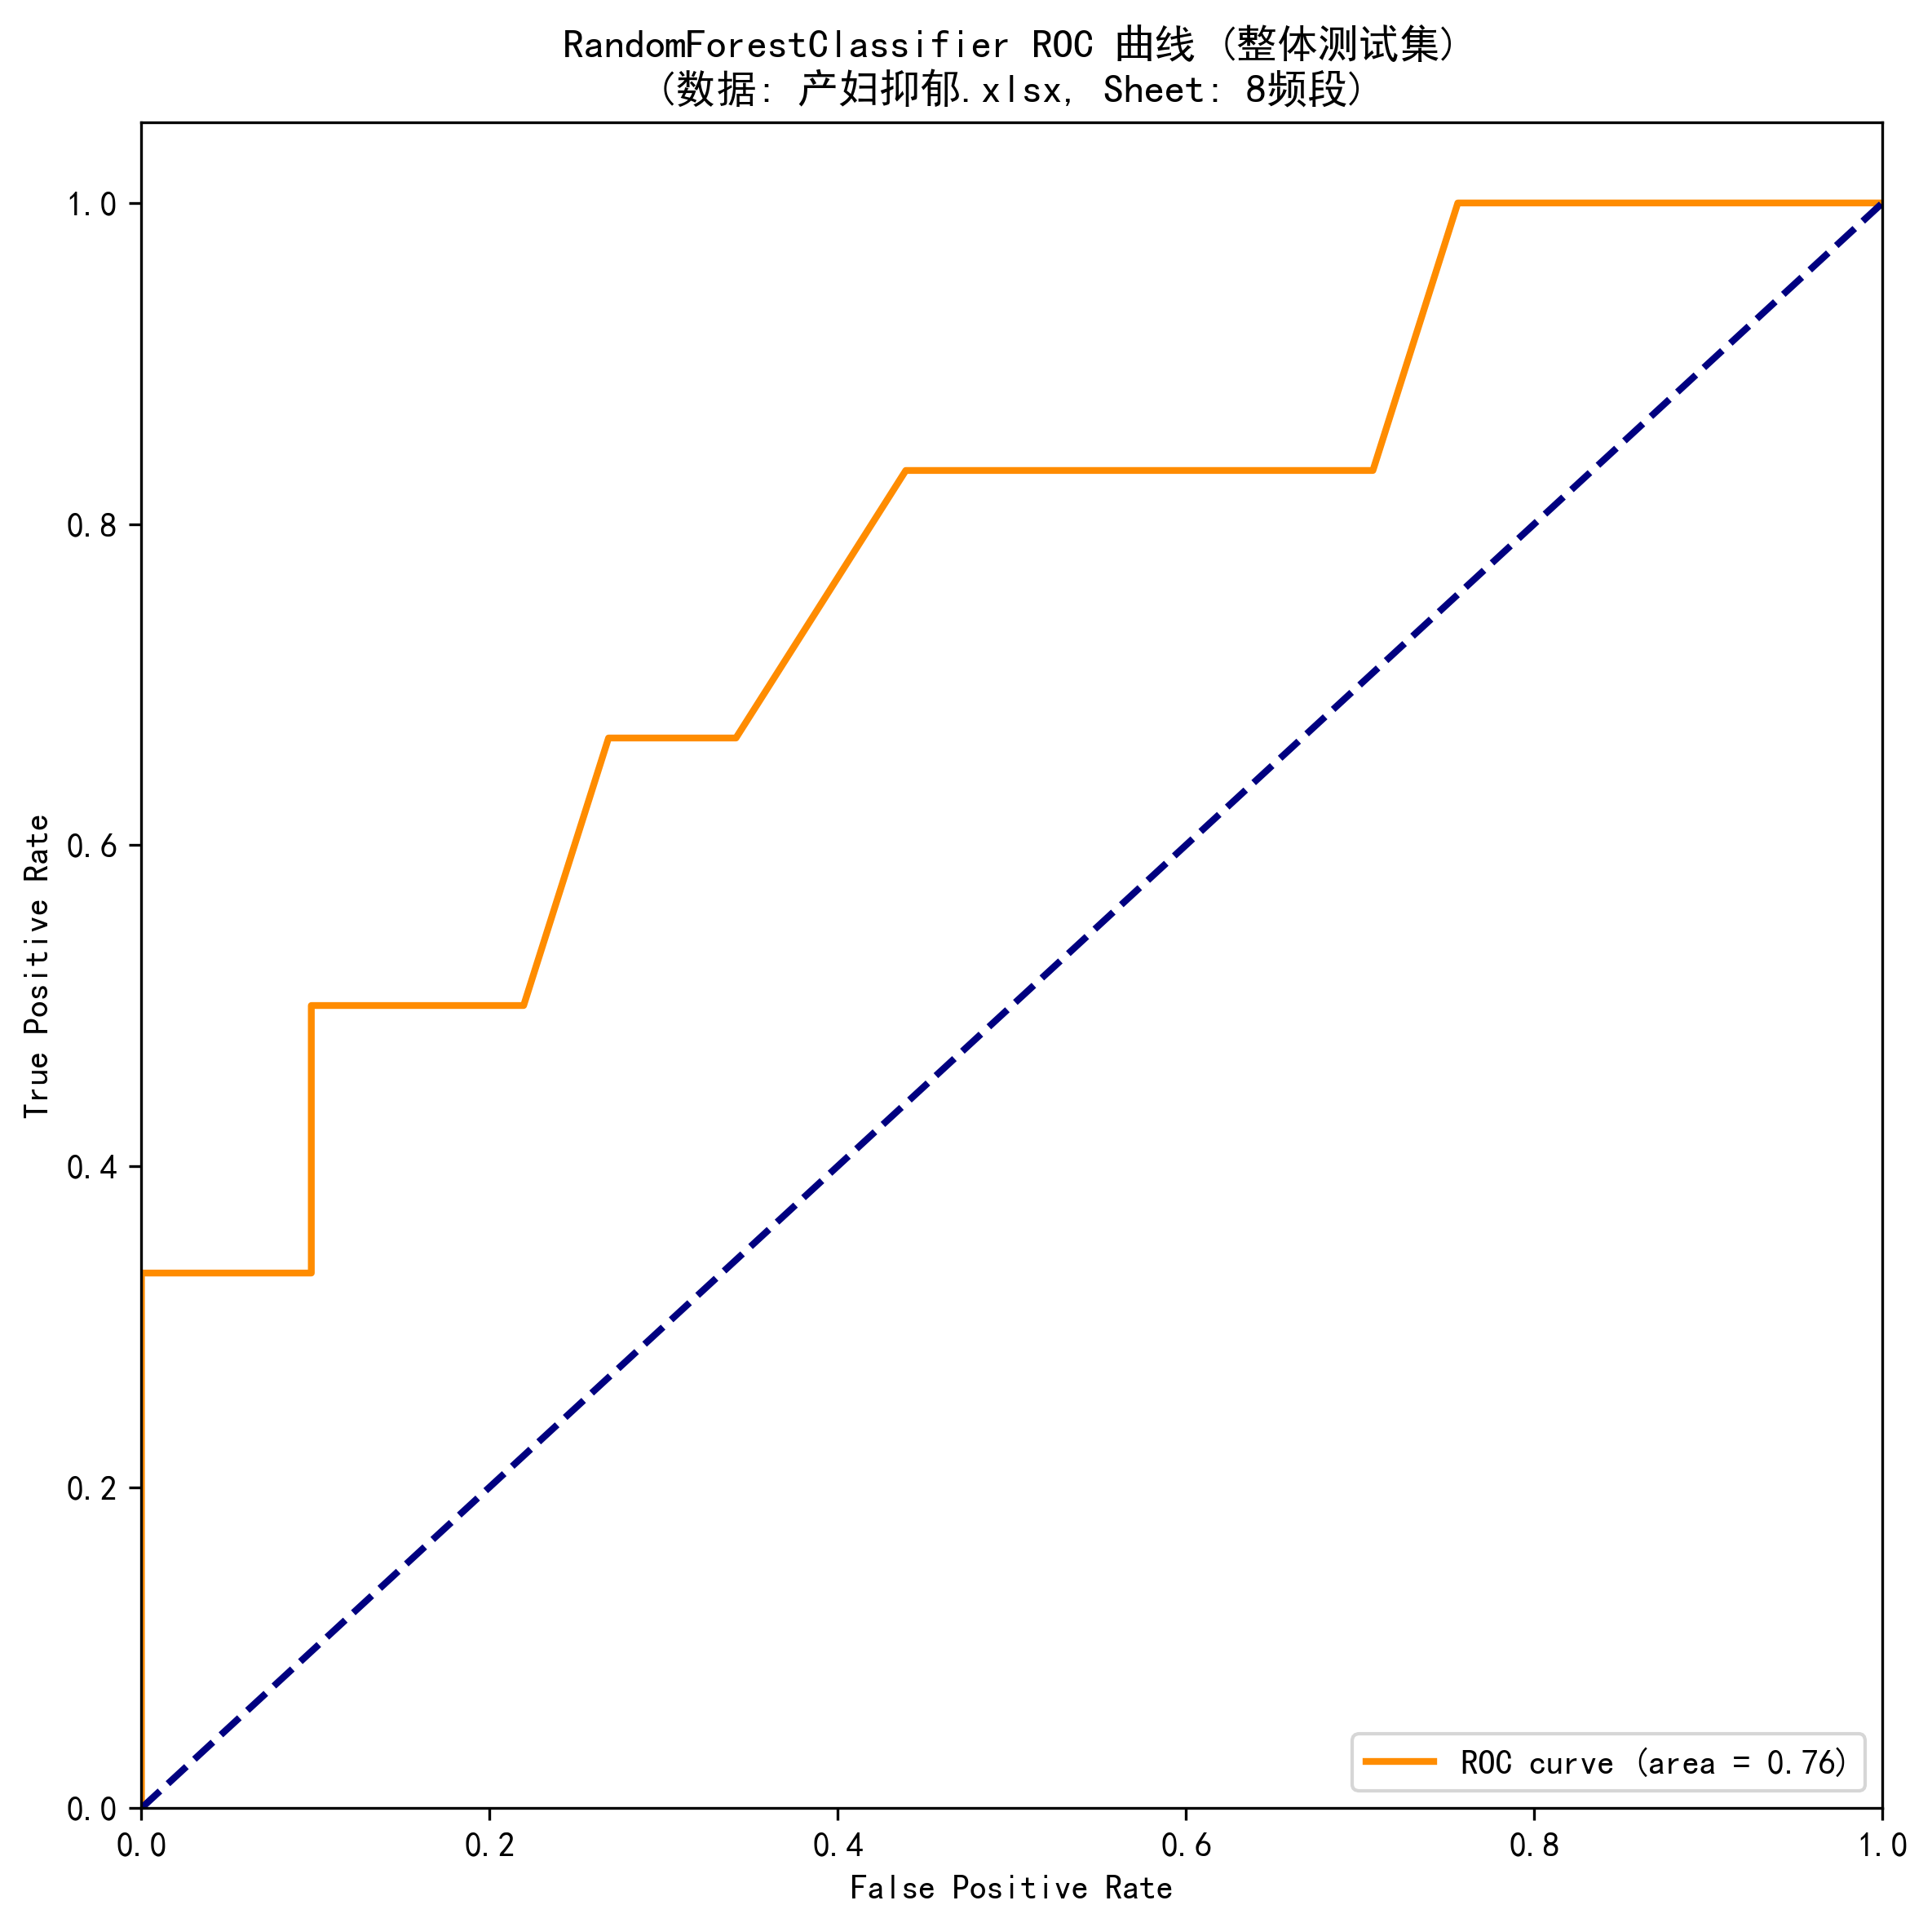 RandomForestClassifier ROC 曲线 (整体测试集)
(数据: 产妇抑郁.xlsx, Sheet: 8频段)
True Positive Rate
1.0
0.8
0.6
0.4
0.2
0.0
0.0 0.2 0.4 0.6 0.8 1.0
False Positive Rate
ROC curve (area = 0.76)